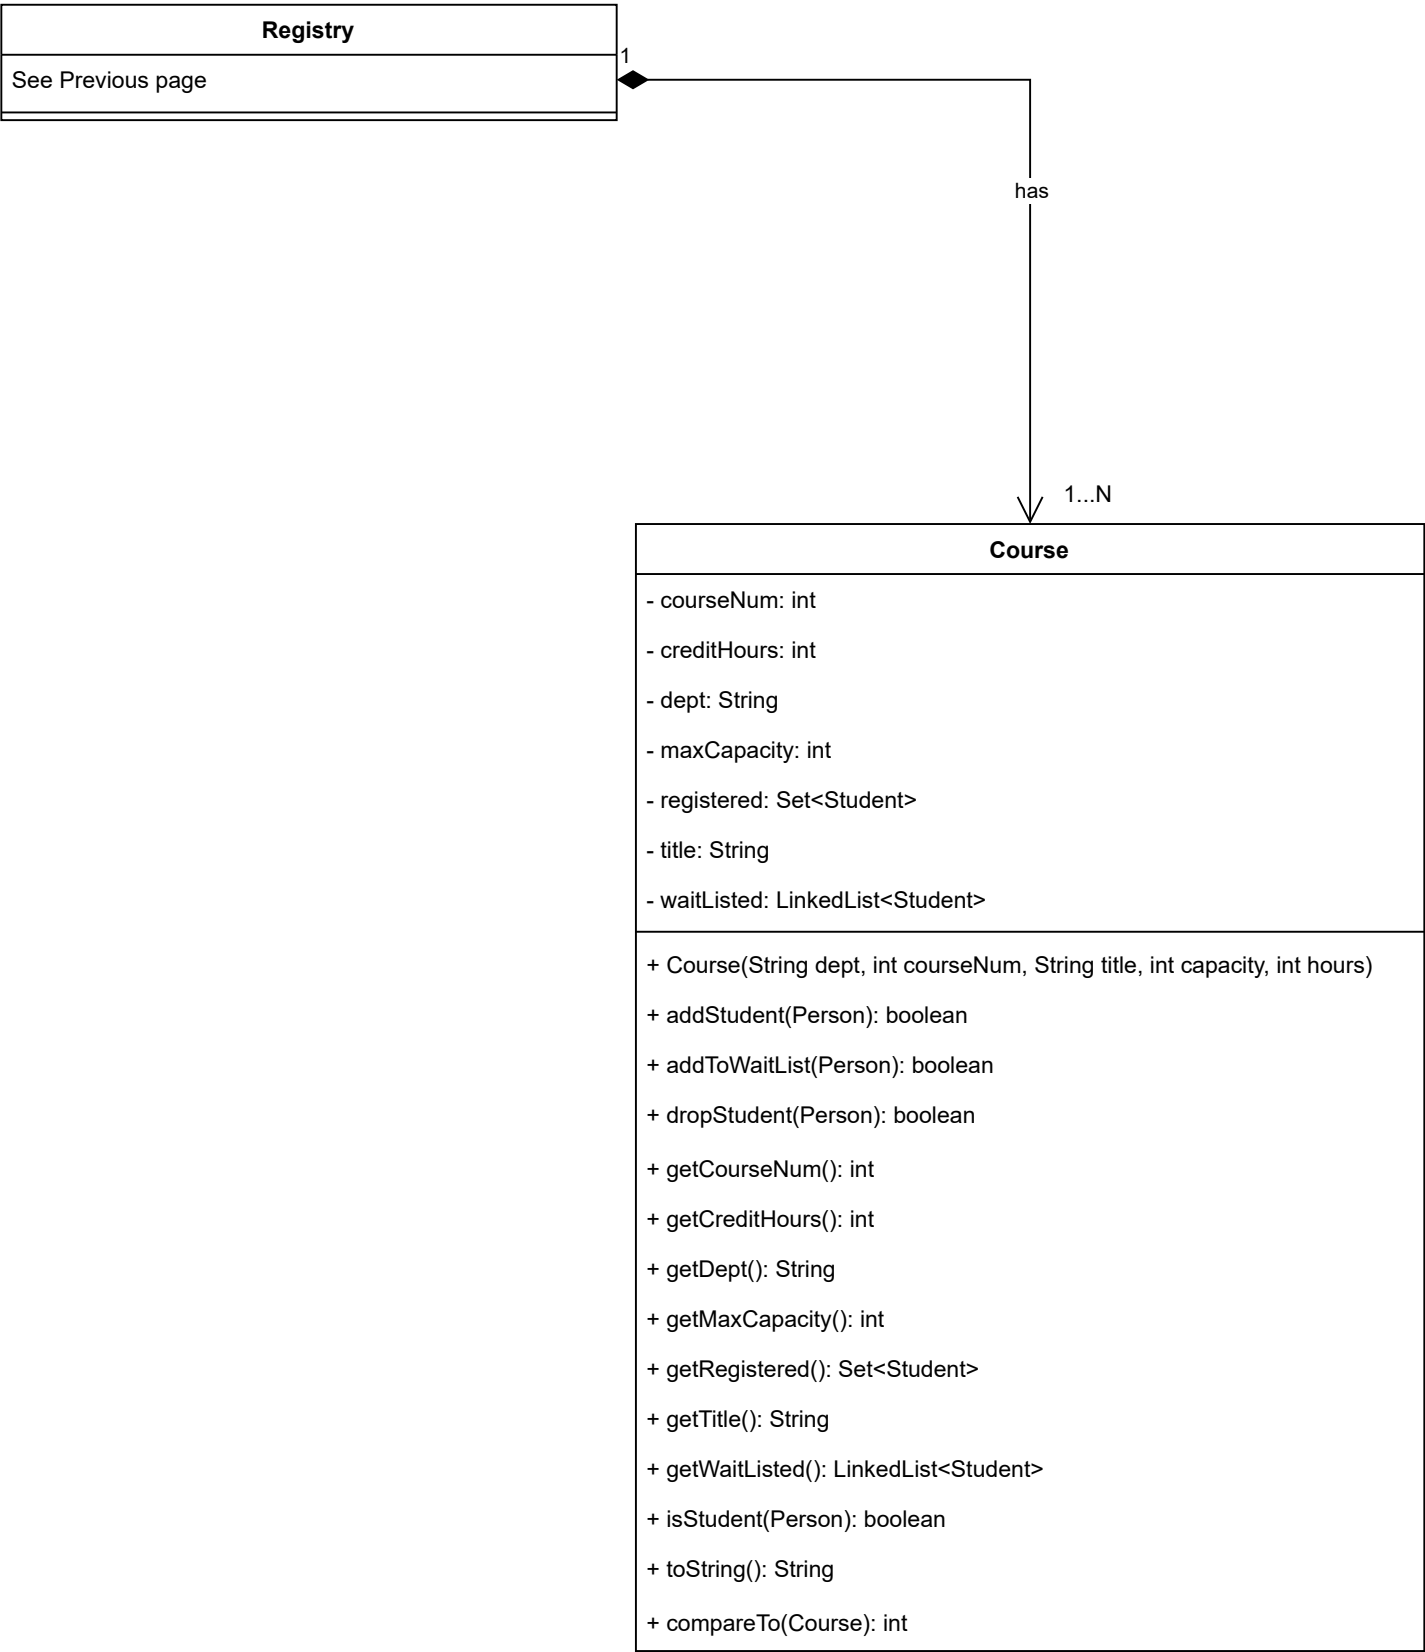 Registry
See Previous page
1
has
1...N
Course
- courseNum: int
- creditHours: int
- dept: String
- maxCapacity: int
- registered: Set<Student>
- title: String
- waitListed: LinkedList<Student>
+ Course(String dept, int courseNum, String title, int capacity, int hours)
+ addStudent(Person): boolean
+ addToWaitList(Person): boolean
+ dropStudent(Person): boolean
+ getCourseNum(): int
+ getCreditHours(): int
+ getDept(): String
+ getMaxCapacity(): int
+ getRegistered(): Set<Student>
+ getTitle(): String
+ getWaitListed(): LinkedList<Student>
+ isStudent(Person): boolean
+ toString(): String
+ compareTo(Course): int